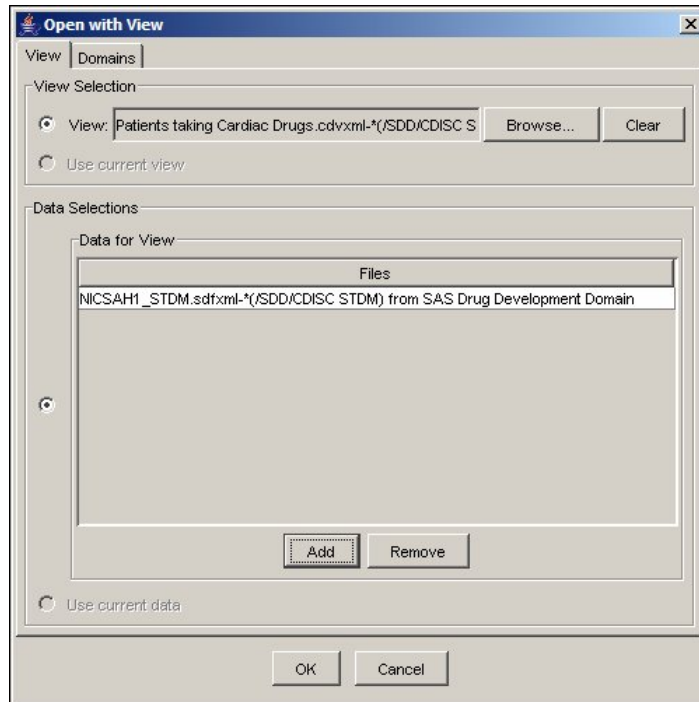 Open with View
View Domains
View Selection
View: Patients taking Cardiac Drugs.cdvxml-*(/SDD/CDISC S Browse... Clear
Use current view
Data Selections
Data for View
Files
NICSAH1_STDM.sdfxml-*(/SDD/CDISC STDM) from SAS Drug Development Domain
Add Remove
Use current data
OK Cancel